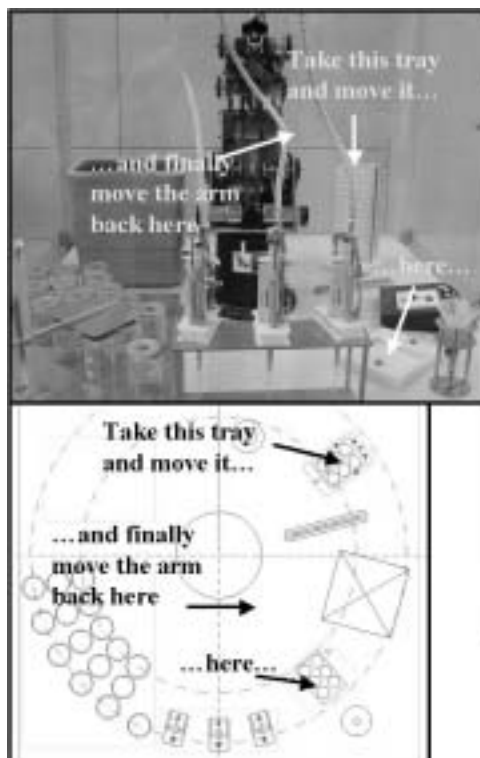 Take this tray
and move it…
…and finally
move the arm
back here
…here…
Take this tray
and move it…
…and finally
move the arm
back here
…here…